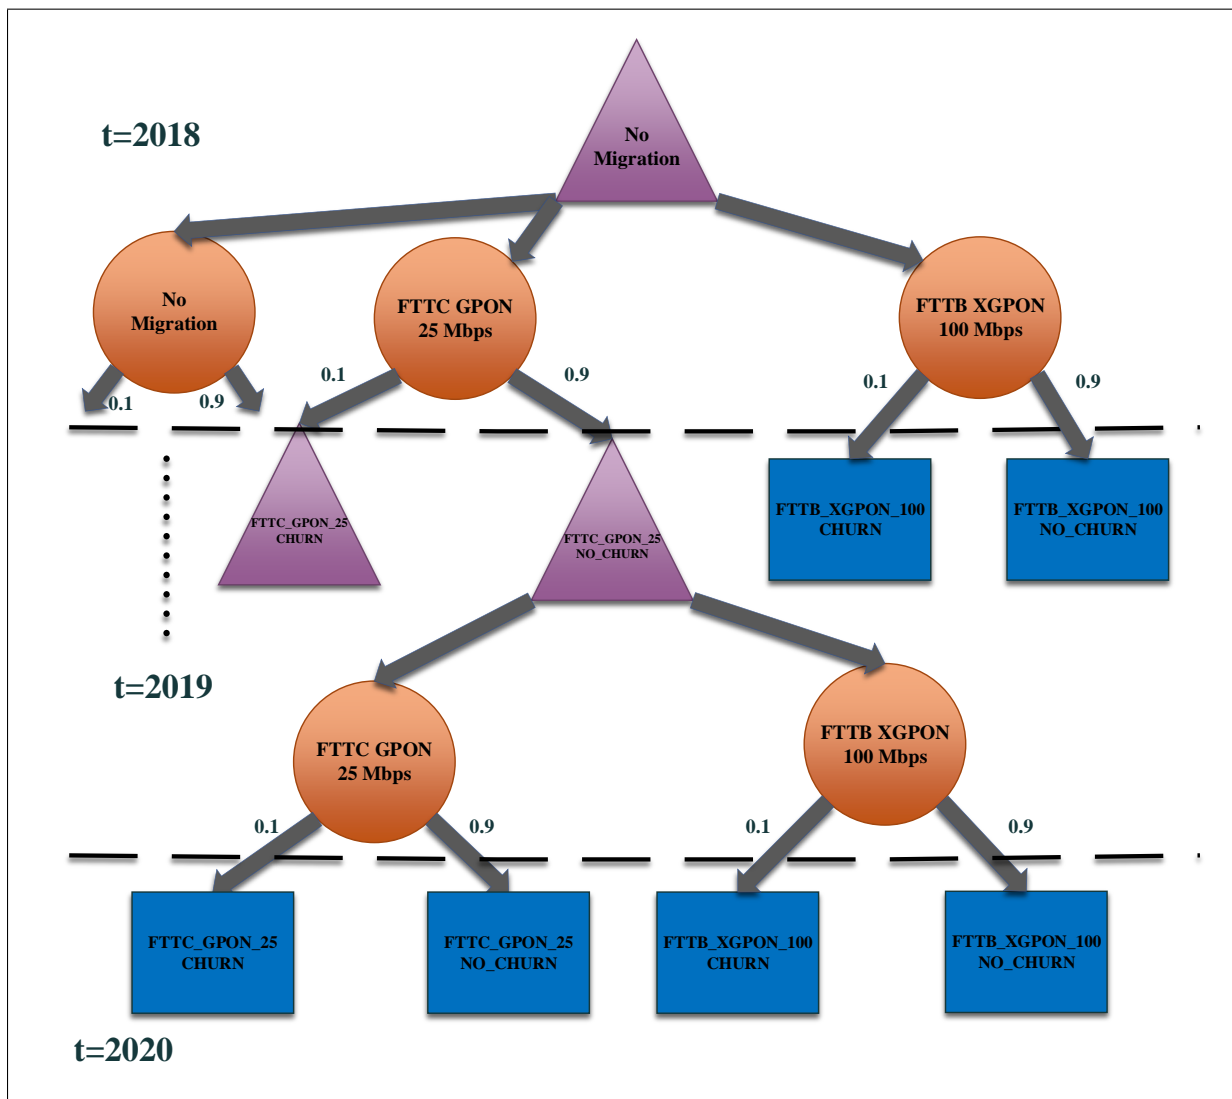 t=2018
No
Migration
No
Migration
FTTC GPON
25 Mbps
FTTB XGPON
100 Mbps
0.1
0.9
0.1
0.9
0.1
0.9
FTTC_GPON_25
CHURN
FTTC_GPON_25
NO_CHURN
FTTB_XGPON_100
CHURN
FTTB_XGPON_100
NO_CHURN
t=2019
FTTC GPON
25 Mbps
FTTB XGPON
100 Mbps
0.1
0.9
0.1
0.9
FTTC_GPON_25
CHURN
FTTC_GPON_25
NO_CHURN
FTTB_XGPON_100
CHURN
FTTB_XGPON_100
NO_CHURN
t=2020